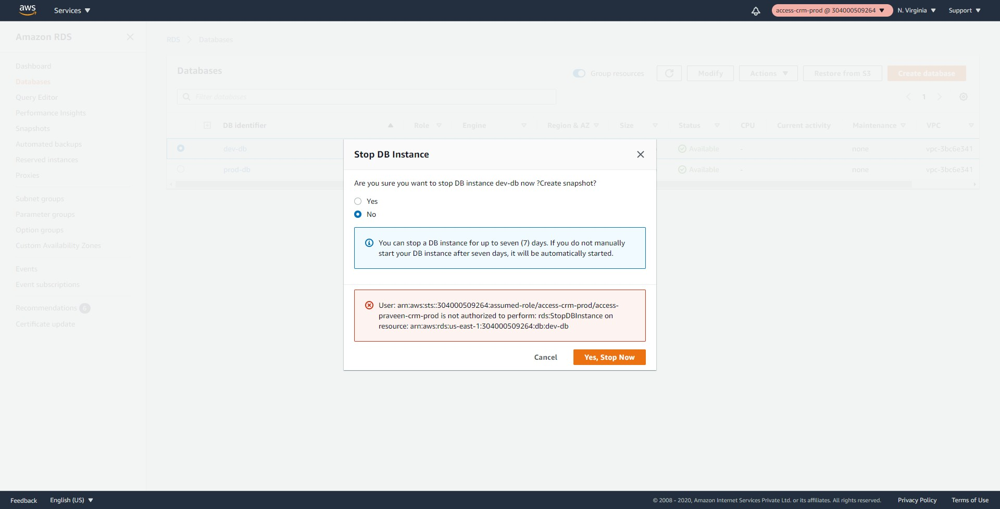 aws
Services
access-crm-prod @ 304000509264
N. Virginia
Support
Amazon RDS
Dashboard
Databases
Query Editor
Performance Insights
Snapshots
Automated backups
Reserved instances
Proxies
Subnet groups
Parameter groups
Option groups
Custom Availability Zones
Events
Event subscriptions
Recommendations 6
Certificate update
RDS Databases
Databases
Group resources
Modify
Actions
Restore from S3
Create database
Filter databases
1
DB identifier Role Engine Region & AZ Size Status CPU Current activity Maintenance VPC
dev-db Available - none vpc-3bc6e341
prod-db Available - none vpc-3bc6e341
Stop DB Instance
Are you sure you want to stop DB instance dev-db now ?Create snapshot?
Yes
No
You can stop a DB instance for up to seven (7) days. If you do not manually
start your DB instance after seven days, it will be automatically started.
User: arn:aws:sts::304000509264:assumed-role/access-crm-prod/access-
praveen-crm-prod is not authorized to perform: rds:StopDBInstance on
resource: arn:aws:rds:us-east-1:304000509264:db:dev-db
Cancel
Yes, Stop Now
Feedback
English (US)
© 2008 - 2020, Amazon Internet Services Private Ltd. or its affiliates. All rights reserved.
Privacy Policy
Terms of Use